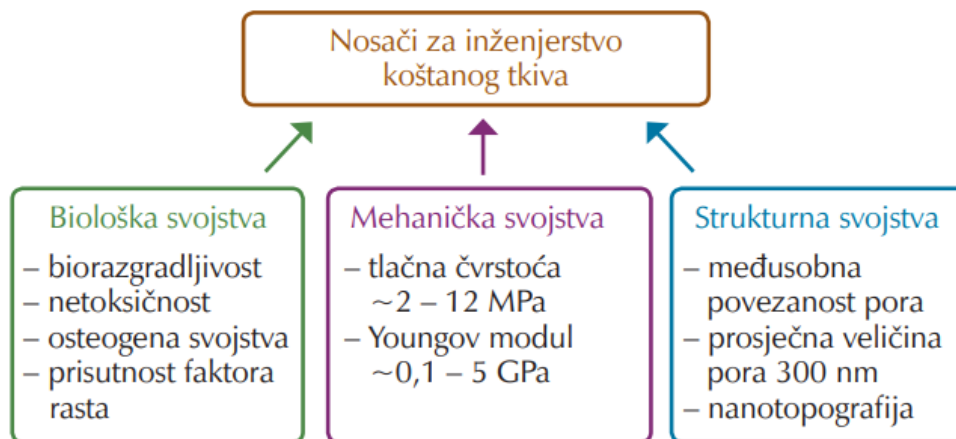 Nosači za inženjerstvo
koštanog tkiva
Biološka svojstva
– biorazgradljivost
– netoksičnost
– osteogena svojstva
– prisutnost faktora
rasta
Mehanička svojstva
– tlačna čvrstoća
~2 – 12 MPa
– Youngov modul
~0,1 – 5 GPa
Strukturna svojstva
– međusobna
povezanost pora
– prosječna veličina
pora 300 nm
– nanotopografija